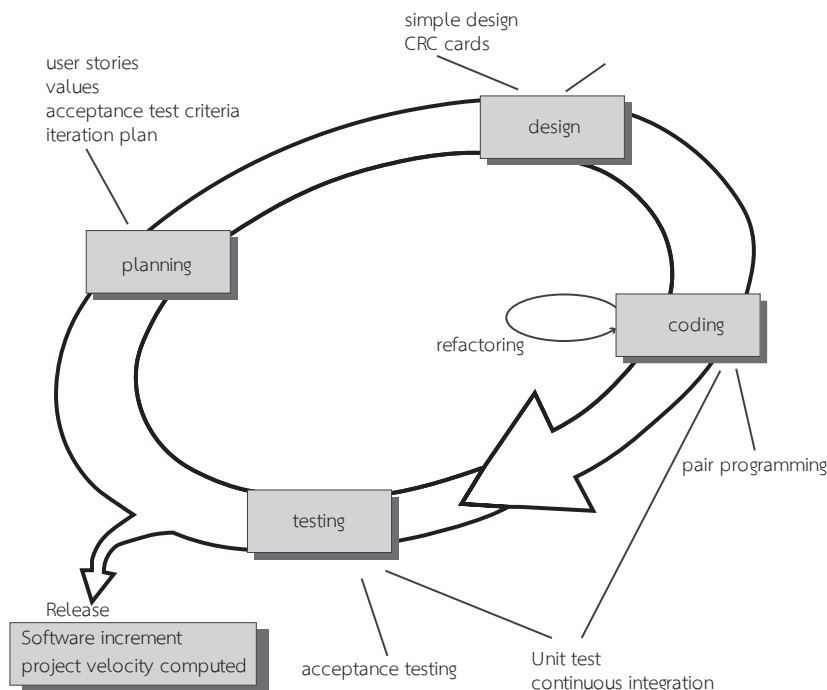 simple design
CRC cards
user stories
values
acceptance test criteria
iteration plan
design
planning
coding
refactoring
pair programming
testing
Release
Software increment
project velocity computed
acceptance testing
Unit test
continuous integration